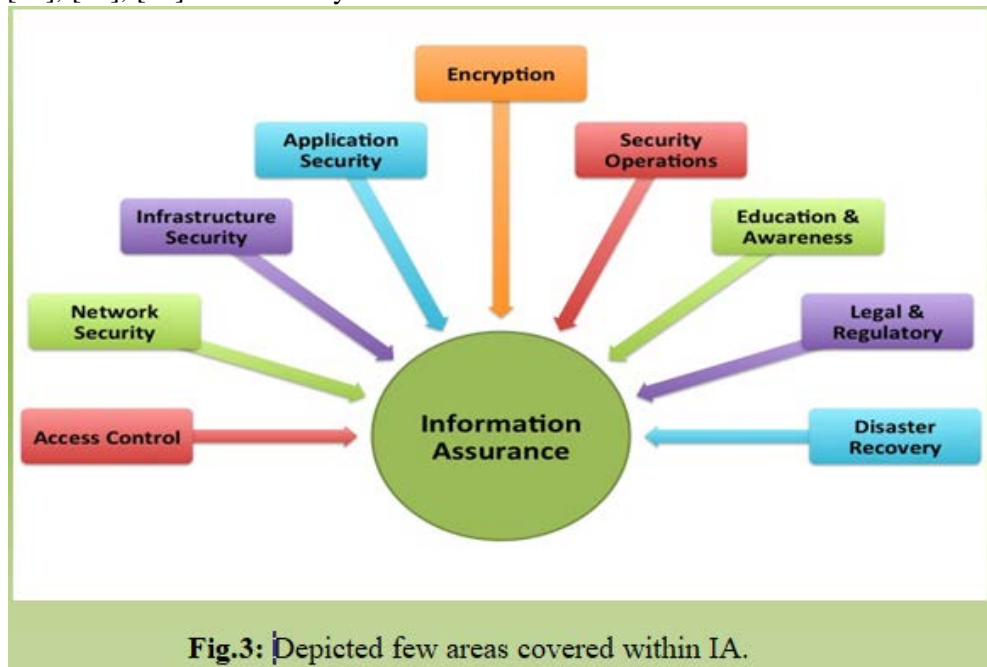 Encryption
Application
Security
Security
Operations
Infrastructure
Security
Education &
Awareness
Network
Security
Legal &
Regulatory
Access Control
Information
Assurance
Disaster
Recovery
Fig.3: Depicted few areas covered within IA.